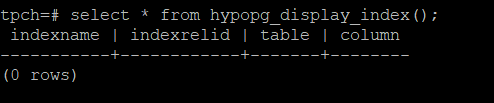 tpch=# select * from hypopg_display_index();
 indexname | indexrelid | table | column
-----------+------------+-------+--------
(0 rows)